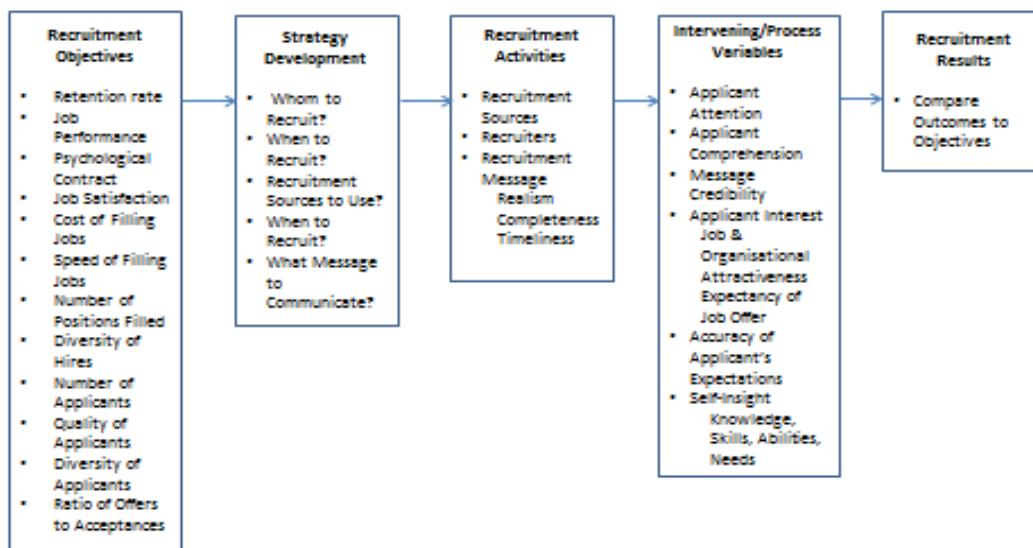 Recruitment
Objectives
• Retention rate
• Job
Performance
• Psychological
Contract
• Job Satisfaction
• Cost of Filling
Jobs
• Speed of Filling
Jobs
• Number of
Positions Filled
• Diversity of
Hires
• Number of
Applicants
• Quality of
Applicants
• Diversity of
Applicants
• Ratio of Offers
to Acceptances
Strategy
Development
• Whom to
Recruit?
• When to
Recruit?
• Recruitment
Sources to Use?
• When to
Recruit?
• What Message
to
Communicate?
Recruitment
Activities
• Recruitment
Sources
• Recruiters
• Recruitment
Message
Realism
Completeness
Timeliness
Intervening/Process
Variables
• Applicant
Attention
• Applicant
Comprehension
• Message
Credibility
• Applicant Interest
Job &
Organisational
Attractiveness
Expectancy of
Job Offer
• Accuracy of
Applicant's
Expectations
• Self-Insight
Knowledge,
Skills, Abilities,
Needs
Recruitment
Results
• Compare
Outcomes to
Objectives